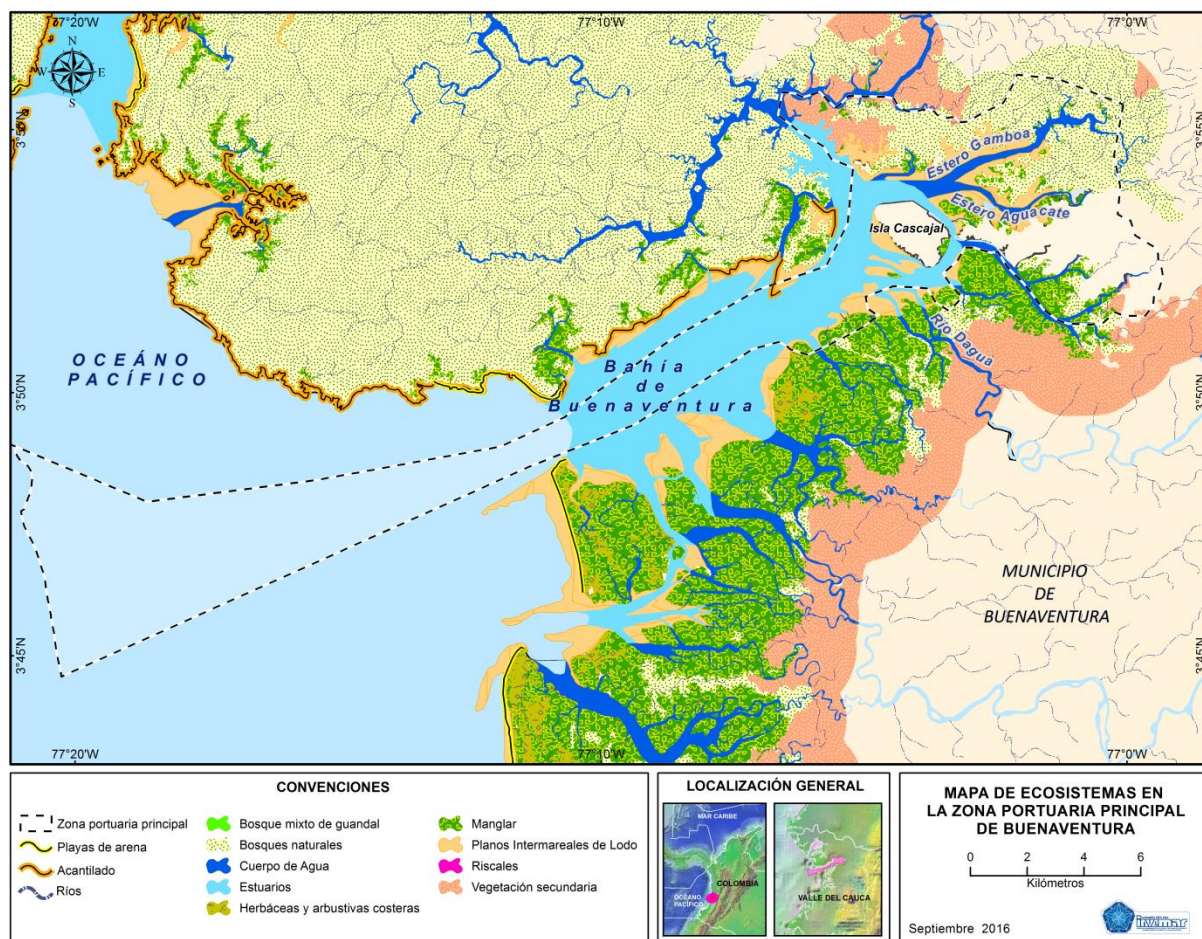 77°20'W
77°10'W
77°0'W
N
W
E
S
3°55'N
Estero Gamboa
Estero Aguacate
Isla Cascajal
Río Dagua
OCEÁNO
PACÍFICO
Bahía
de
Buenaventura
3°50'N
3°50'N
MUNICIPIO
DE
BUENAVENTURA
3°45'N
3°45'N
77°20'W
77°10'W
77°0'W
CONVENCIONES
Zona portuaria principal
Playas de arena
Acantilado
Ríos
Bosque mixto de guandal
Bosques naturales
Cuerpo de Agua
Estuarios
Herbáceas y arbustivas costeras
Manglar
Planos Intermareales de Lodo
Riscales
Vegetación secundaria
LOCALIZACIÓN GENERAL
MAR CARIBE
COLOMBIA
OCÉANO
PACÍFICO
VALLE DEL CAUCA
MAPA DE ECOSISTEMAS EN
LA ZONA PORTUARIA PRINCIPAL
DE BUENAVENTURA
0 2 4 6
Kilómetros
Septiembre 2016
invemar